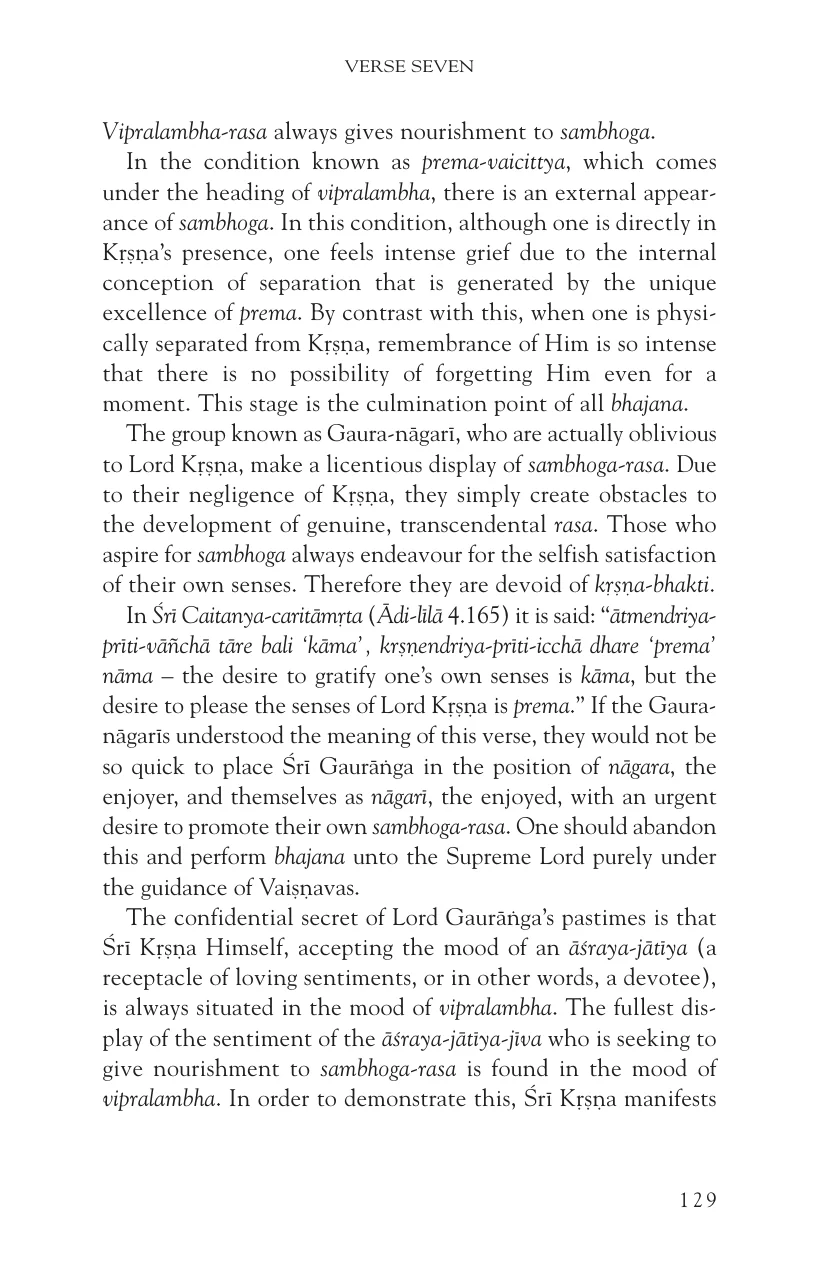 VERSE SEVEN
Vipralambha-rasa always gives nourishment to sambhoga.
In the condition known as prema-vaicittya, which comes
under the heading of vipralambha, there is an external appear-
ance of sambhoga. In this condition, although one is directly in
Kṛṣṇa’s presence, one feels intense grief due to the internal
conception of separation that is generated by the unique
excellence of prema. By contrast with this, when one is physi-
cally separated from Kṛṣṇa, remembrance of Him is so intense
that there is no possibility of forgetting Him even for a
moment. This stage is the culmination point of all bhajana.
The group known as Gaura-nāgarī, who are actually oblivious
to Lord Kṛṣṇa, make a licentious display of sambhoga-rasa. Due
to their negligence of Kṛṣṇa, they simply create obstacles to
the development of genuine, transcendental rasa. Those who
aspire for sambhoga always endeavour for the selfish satisfaction
of their own senses. Therefore they are devoid of kṛṣṇa-bhakti.
In Śrī Caitanya-caritāmṛta (Ādi-līlā 4.165) it is said: “ātmendriya-
prīti-vāñchā tāre bali ‘kāma’, kṛṣṇendriya-prīti-icchā dhare ‘prema’
nāma – the desire to gratify one’s own senses is kāma, but the
desire to please the senses of Lord Kṛṣṇa is prema.” If the Gaura-
nāgarīs understood the meaning of this verse, they would not be
so quick to place Śrī Gaurāṅga in the position of nāgara, the
enjoyer, and themselves as nāgarī, the enjoyed, with an urgent
desire to promote their own sambhoga-rasa. One should abandon
this and perform bhajana unto the Supreme Lord purely under
the guidance of Vaiṣṇavas.
The confidential secret of Lord Gaurāṅga’s pastimes is that
Śrī Kṛṣṇa Himself, accepting the mood of an āśraya-jātīya (a
receptacle of loving sentiments, or in other words, a devotee),
is always situated in the mood of vipralambha. The fullest dis-
play of the sentiment of the āśraya-jātīya-jīva who is seeking to
give nourishment to sambhoga-rasa is found in the mood of
vipralambha. In order to demonstrate this, Śrī Kṛṣṇa manifests
129